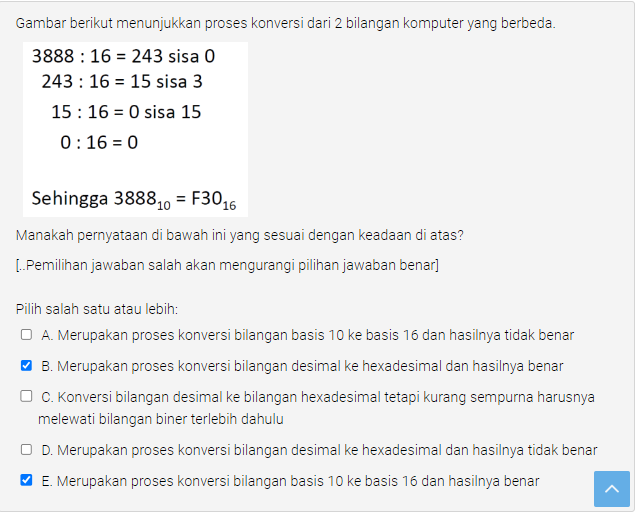 Gambar berikut menunjukkan proses konversi dari 2 bilangan komputer yang berbeda.
3888 : 16 = 243 sisa 0
243 : 16 = 15 sisa 3
15 : 16 = 0 sisa 15
0 : 16 = 0
Sehingga 3888₁₀ = F30₁₆
Manakah pernyataan di bawah ini yang sesuai dengan keadaan di atas?
[..Pemilihan jawaban salah akan mengurangi pilihan jawaban benar]
Pilih salah satu atau lebih:
A. Merupakan proses konversi bilangan basis 10 ke basis 16 dan hasilnya tidak benar
B. Merupakan proses konversi bilangan desimal ke hexadesimal dan hasilnya benar
C. Konversi bilangan desimal ke bilangan hexadesimal tetapi kurang sempurna harusnya
melewati bilangan biner terlebih dahulu
D. Merupakan proses konversi bilangan desimal ke hexadesimal dan hasilnya tidak benar
E. Merupakan proses konversi bilangan basis 10 ke basis 16 dan hasilnya benar